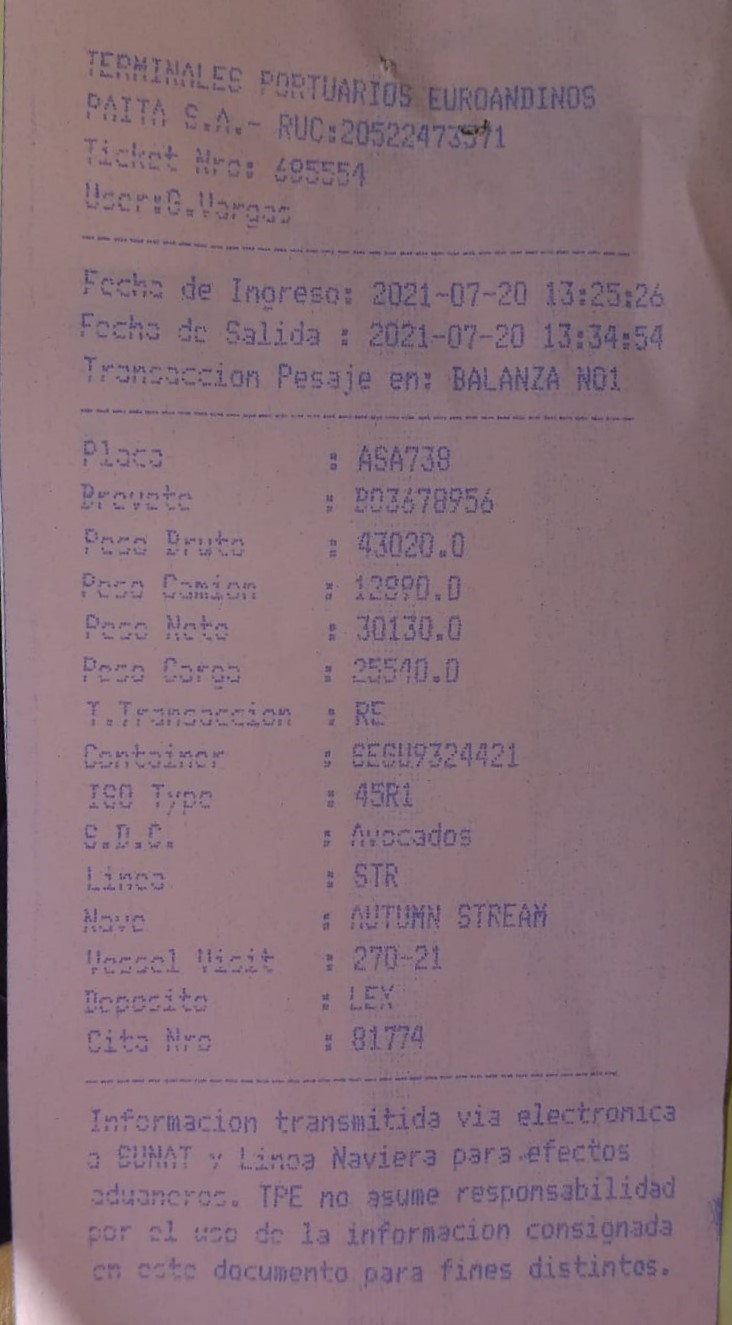 TERMINALES PORTUARIOS EUROANDINOS
PAITA S.A.- RUC:20522473571
Ticket Nro:
User:G.Vargas
Fecha de Ingreso: 2021-07-20 13:25:26
Fecha de Salida : 2021-07-20 13:34:54
Transaccion Pesaje en: BALANZA NO1
Placa : ASA738
Brevete : B03678956
Peso Bruto : 43020.0
Peso Camion : 12890.0
Peso Neto : 30130.0
Peso Carga : 25540.0
T.Transaccion : RE
Container : SEGU9324421
ISO Type : 45R1
S.D.C. : Avocados
Linea : STR
Nave : AUTUMN STREAM
Vessel Visit : 270-21
Deposito : LEX
Cita Nro : 81774
Informacion transmitida via electronica
a SUNAT y Linea Naviera para efectos
aduaneros. TPE no asume responsabilidad
por el uso de la informacion consignada
en este documento para fines distintos.